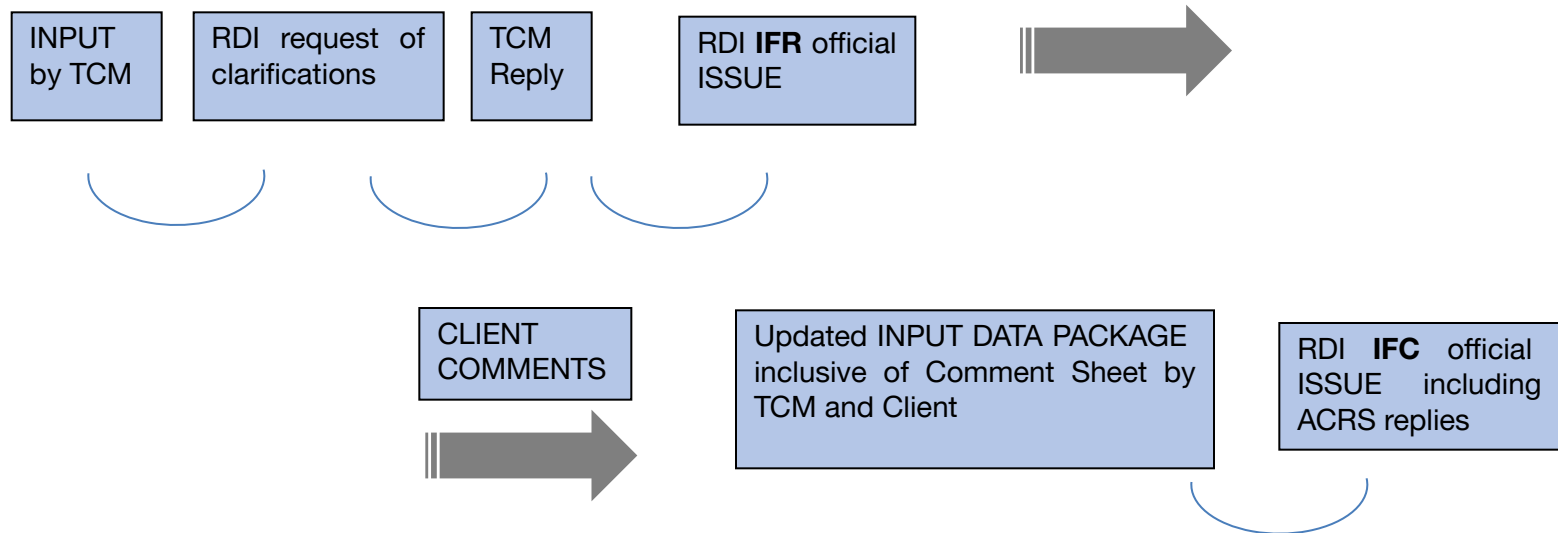 INPUT
by TCM
RDI request of
clarifications
TCM
Reply
RDI IFR official
ISSUE
CLIENT
COMMENTS
Updated INPUT DATA PACKAGE
inclusive of Comment Sheet by
TCM and Client
RDI IFC official
ISSUE including
ACRS replies